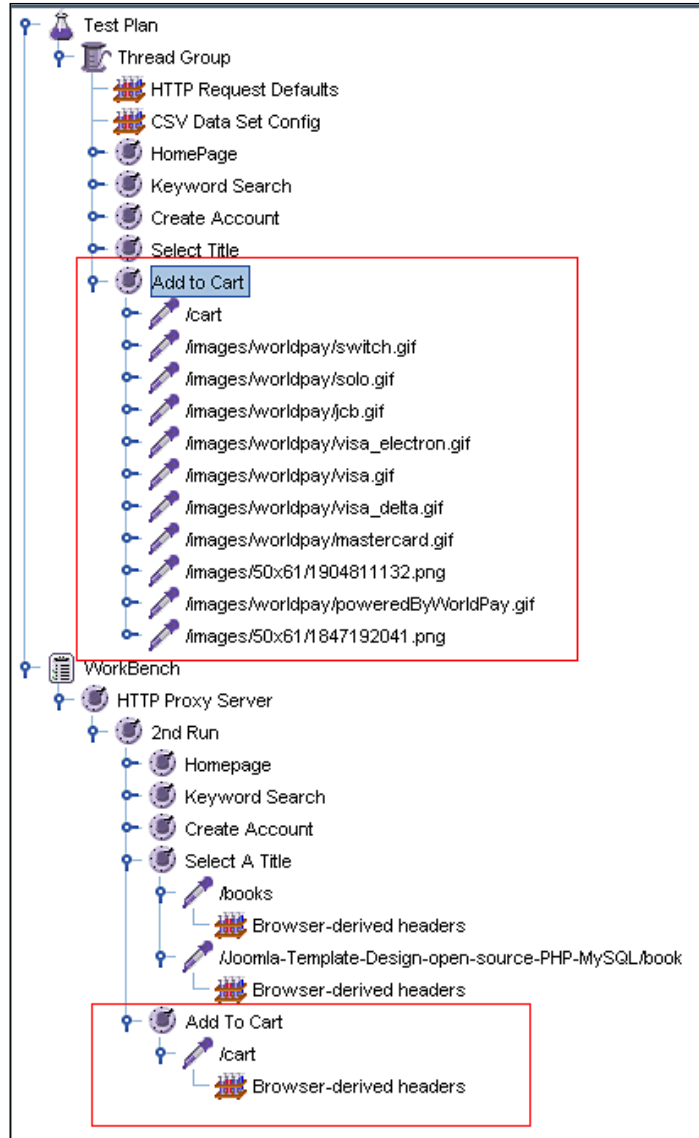 Test Plan
Thread Group
HTTP Request Defaults
CSV Data Set Config
HomePage
Keyword Search
Create Account
Select Title
Add to Cart
/cart
/images/worldpay/switch.gif
/images/worldpay/solo.gif
/images/worldpay/jcb.gif
/images/worldpay/visa_electron.gif
/images/worldpay/visa.gif
/images/worldpay/visa_delta.gif
/images/worldpay/mastercard.gif
/images/50x61/1904811132.png
/images/worldpay/poweredByWorldPay.gif
/images/50x61/1847192041.png
WorkBench
HTTP Proxy Server
2nd Run
Homepage
Keyword Search
Create Account
Select A Title
/books
Browser-derived headers
/Joomla-Template-Design-open-source-PHP-MySQL/book
Browser-derived headers
Add To Cart
/cart
Browser-derived headers